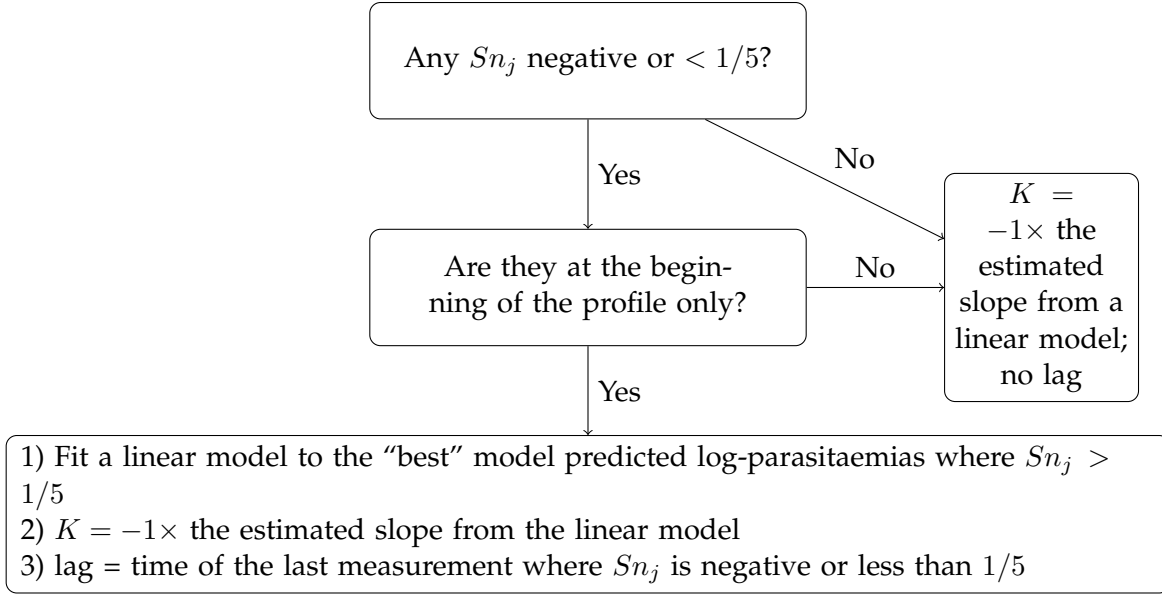 Any $Sn_j$ negative or < 1/5?
No
Yes
K =
−1× the
estimated
slope from a
linear model;
no lag
Are they at the begin-
ning of the profile only?
No
Yes
1) Fit a linear model to the “best” model predicted log-parasitaemias where $Sn_j$ >
1/5
2) K = −1× the estimated slope from the linear model
3) lag = time of the last measurement where $Sn_j$ is negative or less than 1/5